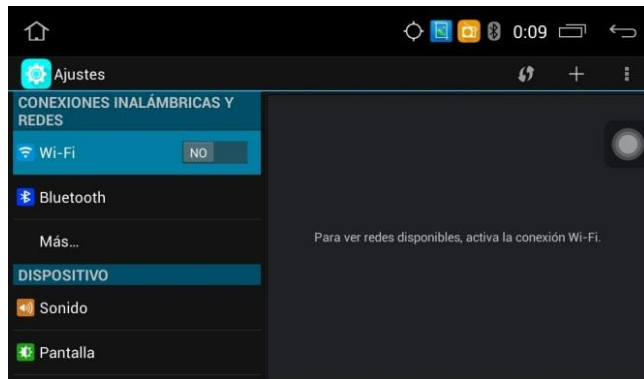 0:09
Ajustes
CONEXIONES INALÁMBRICAS Y
REDES
Wi-Fi NO
Bluetooth
Más...
Para ver redes disponibles, activa la conexión Wi-Fi.
DISPOSITIVO
Sonido
Pantalla